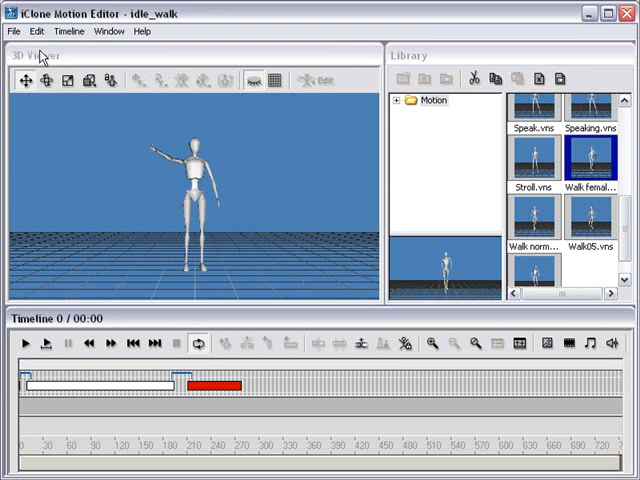 iClone Motion Editor - idle_walk
File Edit Timeline Window Help
3D Viewer
Library
Edit
Motion
Speak.vns Speaking.vns
Stroll.vns Walk femal...
Walk norm... Walk05.vns
Timeline 0 / 00:00
0 30 60 90 120 150 180 210 240 270 300 330 360 390 420 450 480 510 540 570 600 630 660 690 720